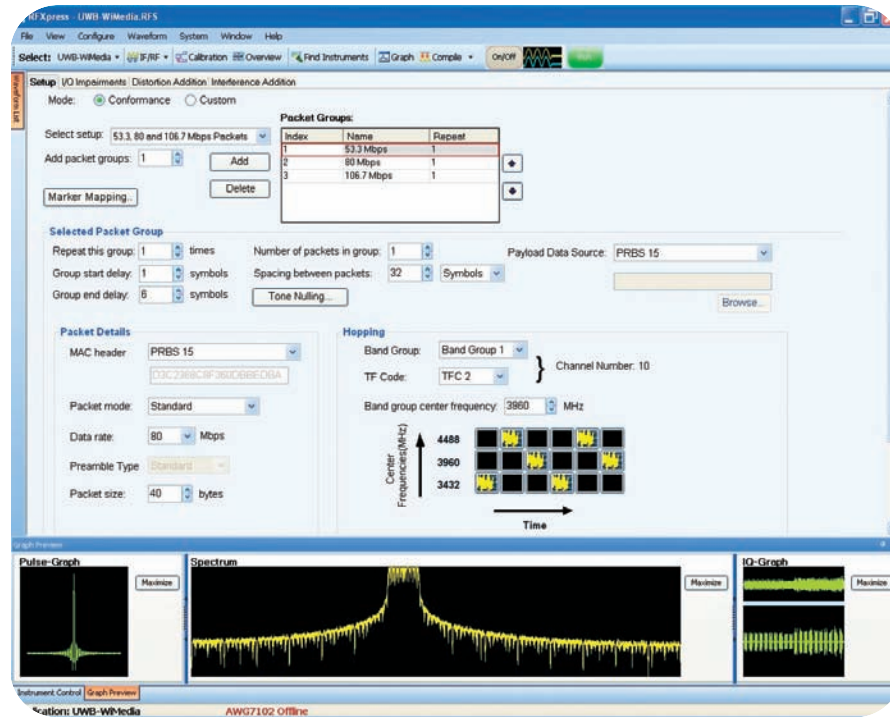 RFXpress - UWB-WiMedia.RFS
File View Configure Waveform System Window Help
Select: UWB-WiMedia IF/RF Calibration Overview Find Instruments Graph Compile On/Off
Waveform List
Setup I/Q Impairments Distortion Addition Interference Addition
Mode: Conformance Custom
Packet Groups:
Select setup: 53.3, 80 and 106.7 Mbps Packets
Index Name Repeat
1 53.3 Mbps 1
2 80 Mbps 1
3 106.7 Mbps 1
Add packet groups: 1 Add
Delete
Marker Mapping..
Selected Packet Group
Repeat this group: 1 times Number of packets in group: 1 Payload Data Source: PRBS 15
Group start delay: 1 symbols Spacing between packets: 32 Symbols
Group end delay: 6 symbols Tone Nulling... Browse...
Packet Details
MAC header PRBS 15
Packet mode: Standard
Data rate: 80 Mbps
Preamble Type Standard
Packet size: 40 bytes
Hopping
Band Group: Band Group 1
TF Code: TFC 2
} Channel Number: 10
Band group center frequency: 3960 MHz
Center Frequencies(MHz)
4488
3960
3432
Time
Graph Preview
Pulse-Graph Maximize
Spectrum Maximize
IQ-Graph Maximize
Instrument Control Graph Preview
ication: UWB-WiMedia AWG7102 Offline